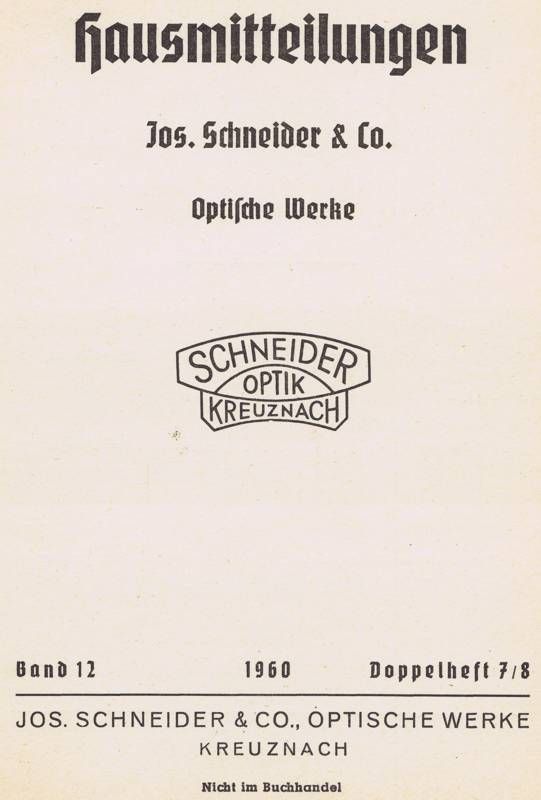 Hausmitteilungen
Jos. Schneider & Co.
Optiſche Werke
SCHNEIDER
OPTIK
KREUZNACH
Band 12 1960 Doppelheft 7/8
JOS. SCHNEIDER & CO., OPTISCHE WERKE
KREUZNACH
Nicht im Buchhandel